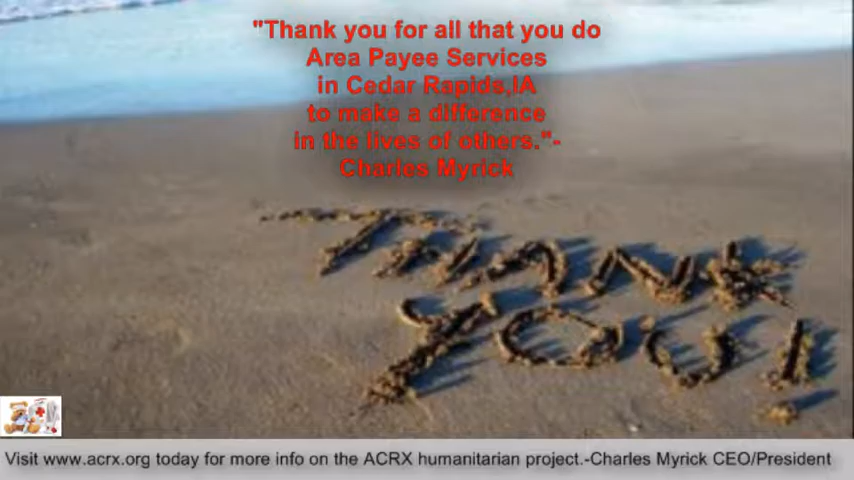 "Thank you for all that you do
Area Payee Services
in Cedar Rapids,IA
to make a difference
in the lives of others."-
Charles Myrick
THANK
YOU!
Visit www.acrx.org today for more info on the ACRX humanitarian project.-Charles Myrick CEO/President